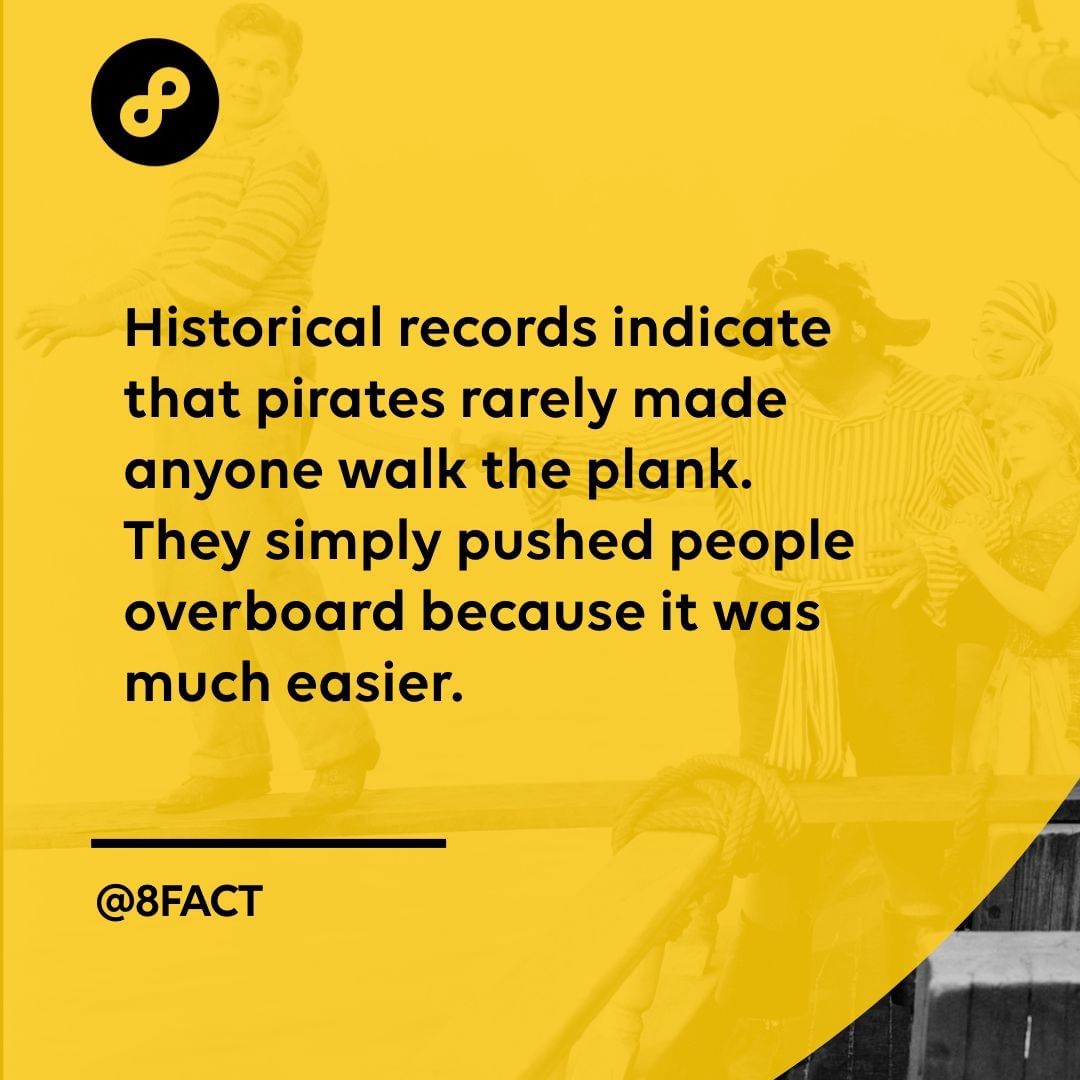 Historical records indicate
that pirates rarely made
anyone walk the plank.
They simply pushed people
overboard because it was
much easier.
@8FACT